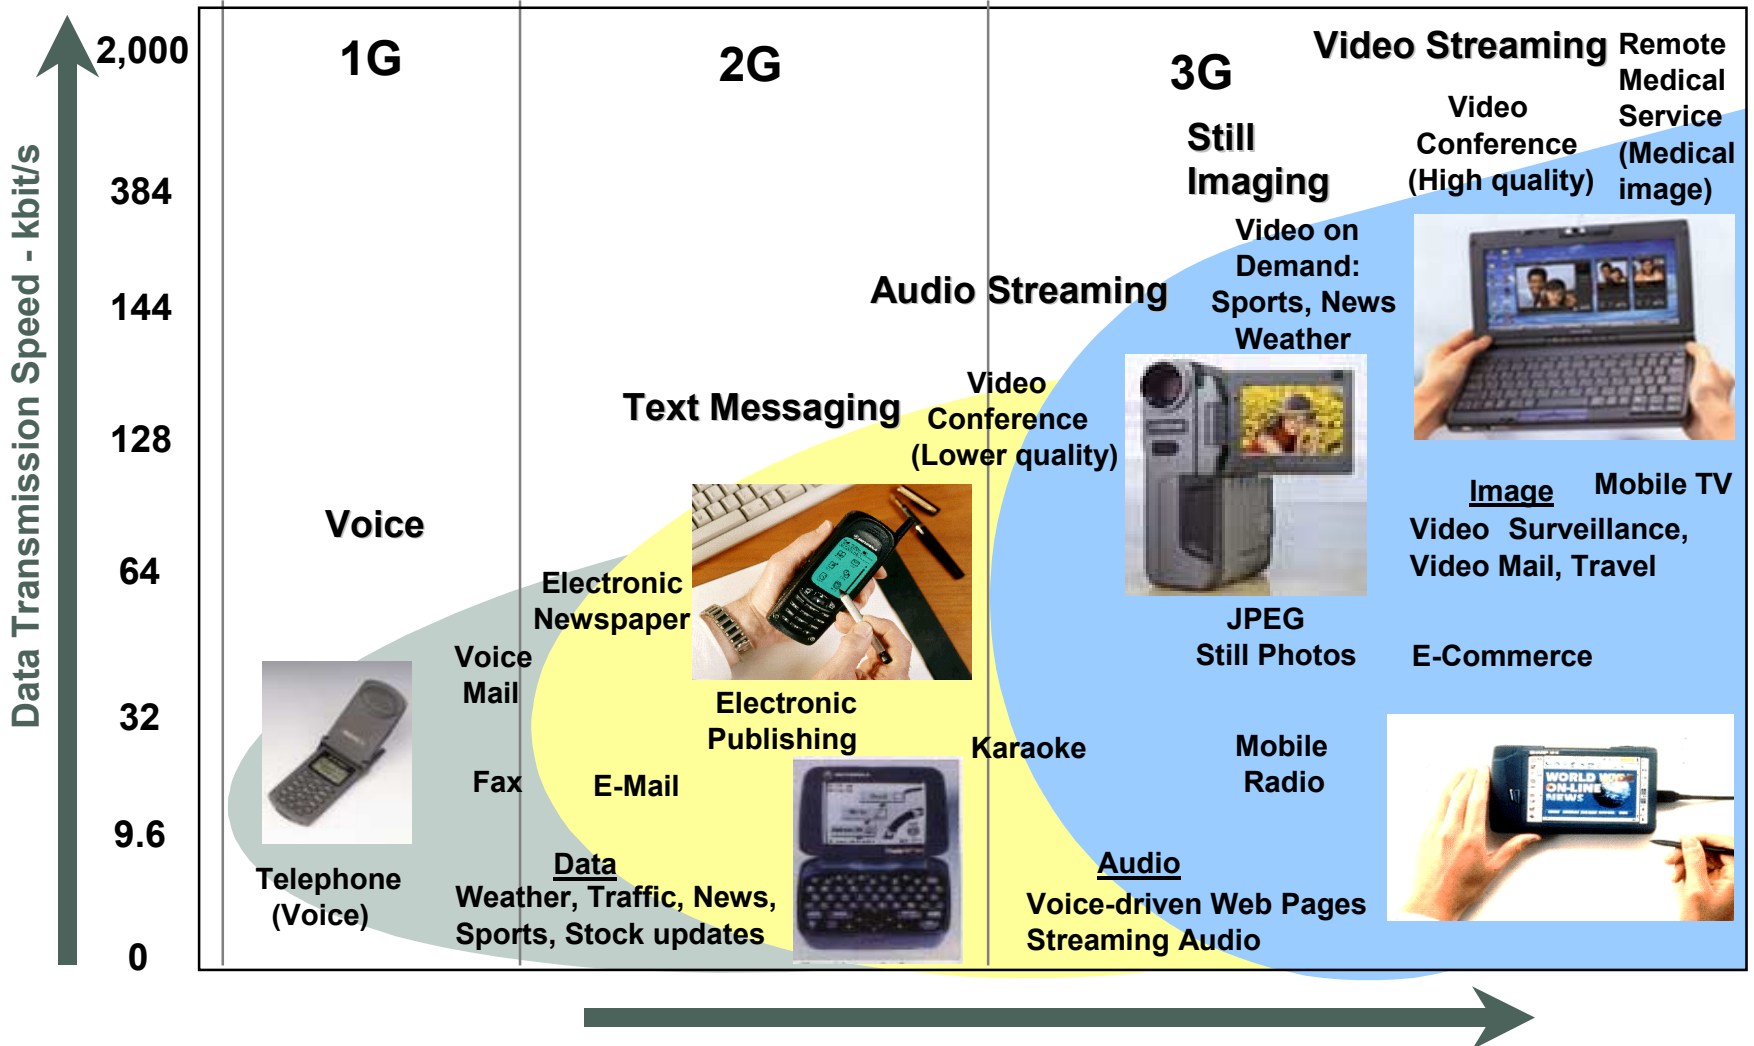 Data Transmission Speed - kbit/s
2,000
384
144
128
64
32
9.6
0
1G
2G
3G
Voice
Text Messaging
Audio Streaming
Still
Imaging
Video Streaming
Telephone
(Voice)
Voice
Mail
Fax
Electronic
Newspaper
E-Mail
Data
Weather, Traffic, News,
Sports, Stock updates
Electronic
Publishing
Video
Conference
(Lower quality)
Karaoke
Audio
Voice-driven Web Pages
Streaming Audio
Video on
Demand:
Sports, News
Weather
JPEG
Still Photos
Mobile
Radio
Video
Conference
(High quality)
Remote
Medical
Service
(Medical
image)
Image
Mobile TV
Video Surveillance,
Video Mail, Travel
E-Commerce
ON-LINE
NEWS